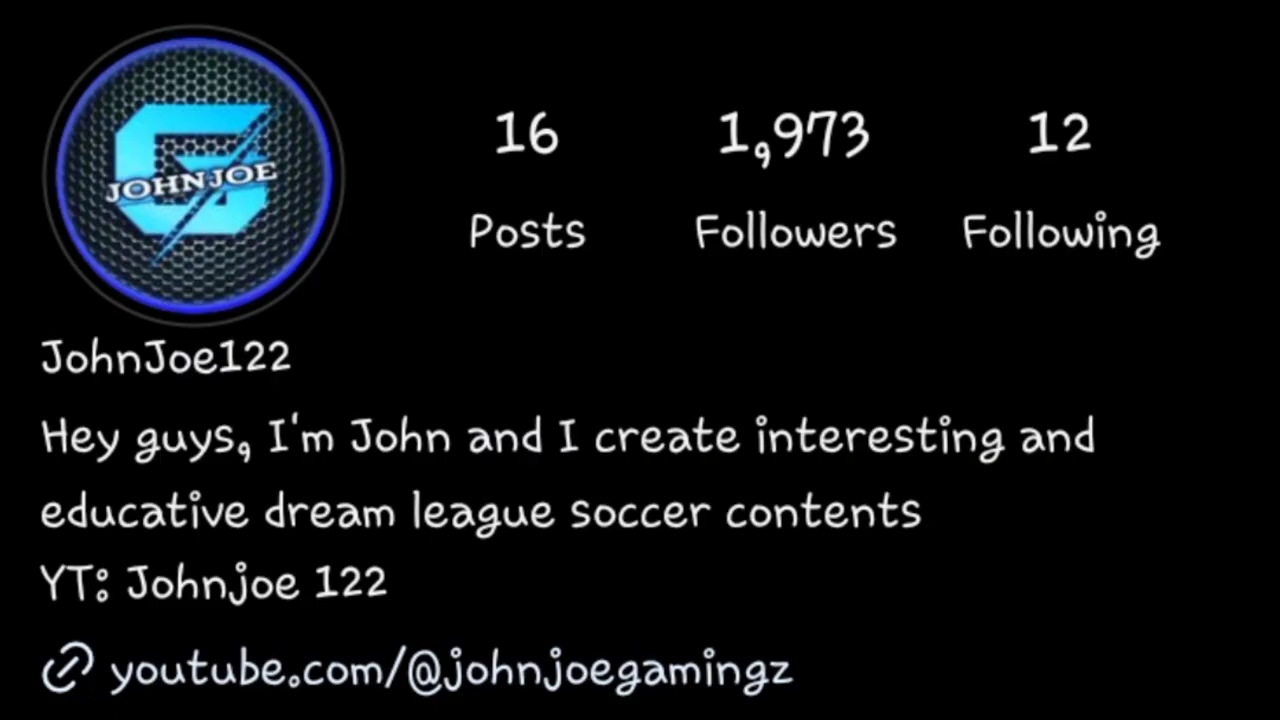 JOHNJOE
16 1,973 12
Posts Followers Following
JohnJoe122
Hey guys, I'm John and I create interesting and
educative dream league soccer contents
YT: Johnjoe 122
youtube.com/@johnjoegamingz